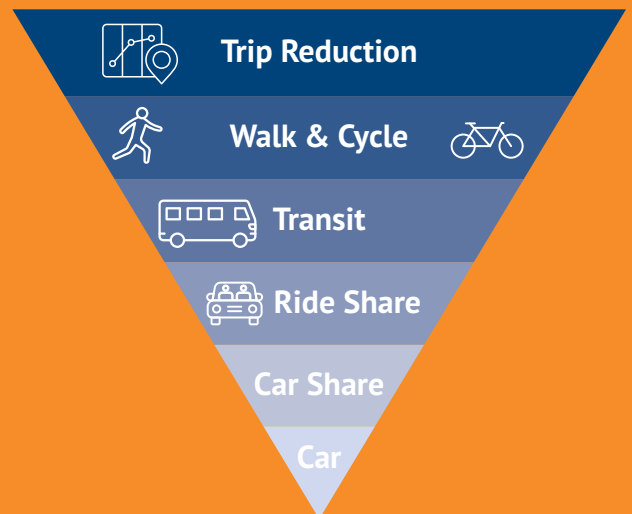 Trip Reduction
Walk & Cycle
Transit
Ride Share
Car Share
Car